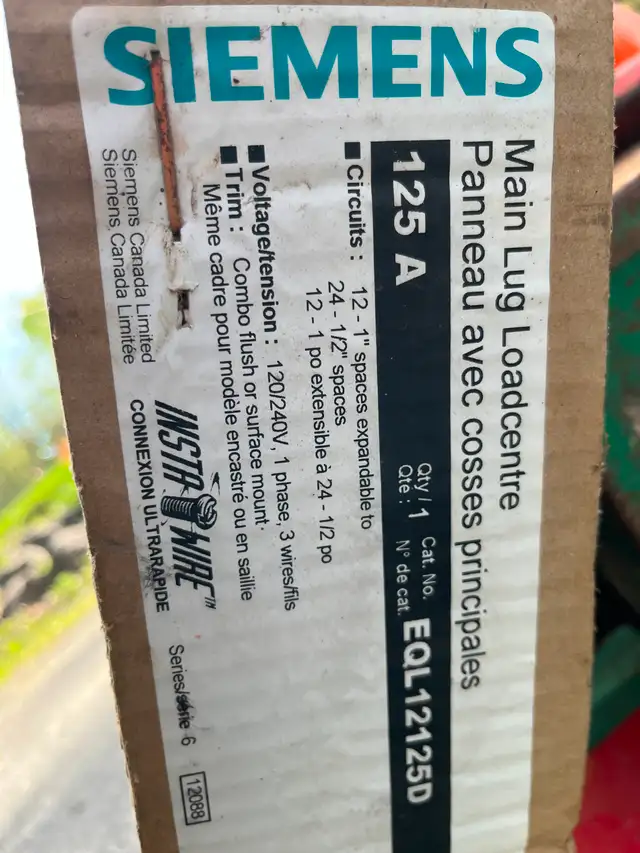 SIEMENS
Main Lug Loadcentre
Panneau avec cosses principales
125 A
Qty / 1
Qté :
Cat. No.
N° de cat.
EQL12125D
■ Circuits : 12 - 1" spaces expandable to
24 - 1/2" spaces
12 - 1 po extensible à 24 - 1/2 po
■ Voltage/tension : 120/240V, 1 phase, 3 wires/fils
■ Trim : Combo flush or surface mount.
Même cadre pour modèle encastré ou en saillie
INSTA WIRE™
CONNEXION ULTRARAPIDE
Siemens Canada Limited
Siemens Canada Limitée
Series/série 6
12088